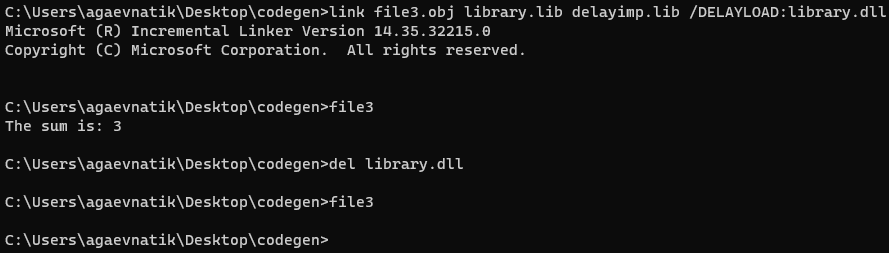 C:\Users\agaevnatik\Desktop\codegen>link file3.obj library.lib delayimp.lib /DELAYLOAD:library.dll
Microsoft (R) Incremental Linker Version 14.35.32215.0
Copyright (C) Microsoft Corporation.  All rights reserved.
C:\Users\agaevnatik\Desktop\codegen>file3
The sum is: 3
C:\Users\agaevnatik\Desktop\codegen>del library.dll
C:\Users\agaevnatik\Desktop\codegen>file3
C:\Users\agaevnatik\Desktop\codegen>